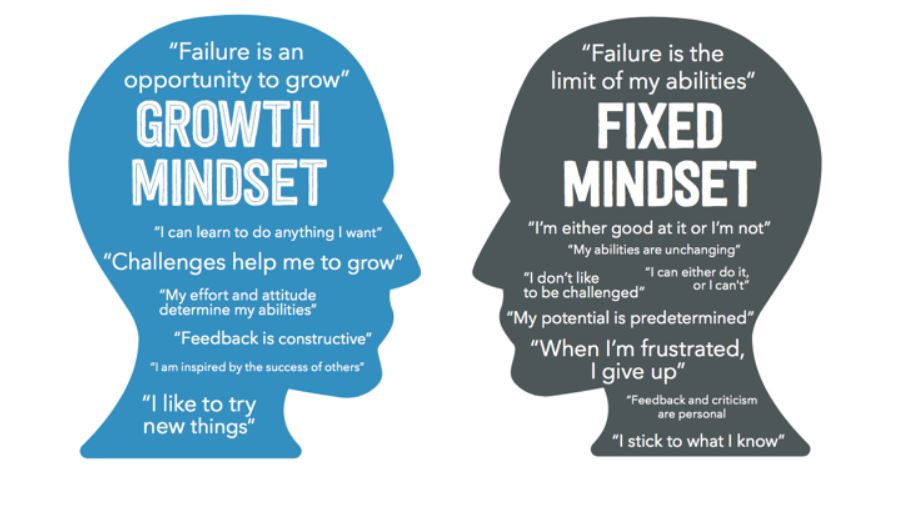 “Failure is an
opportunity to grow”
GROWTH
MINDSET
“I can learn to do anything I want”
“Challenges help me to grow”
“My effort and attitude
determine my abilities”
“Feedback is constructive”
“I am inspired by the success of others”
“I like to try
new things”
“Failure is the
limit of my abilities”
FIXED
MINDSET
“I’m either good at it or I’m not”
“My abilities are unchanging”
“I don’t like
to be challenged”
“I can either do it,
or I can't”
“My potential is predetermined”
“When I’m frustrated,
I give up”
“Feedback and criticism
are personal
“I stick to what I know”